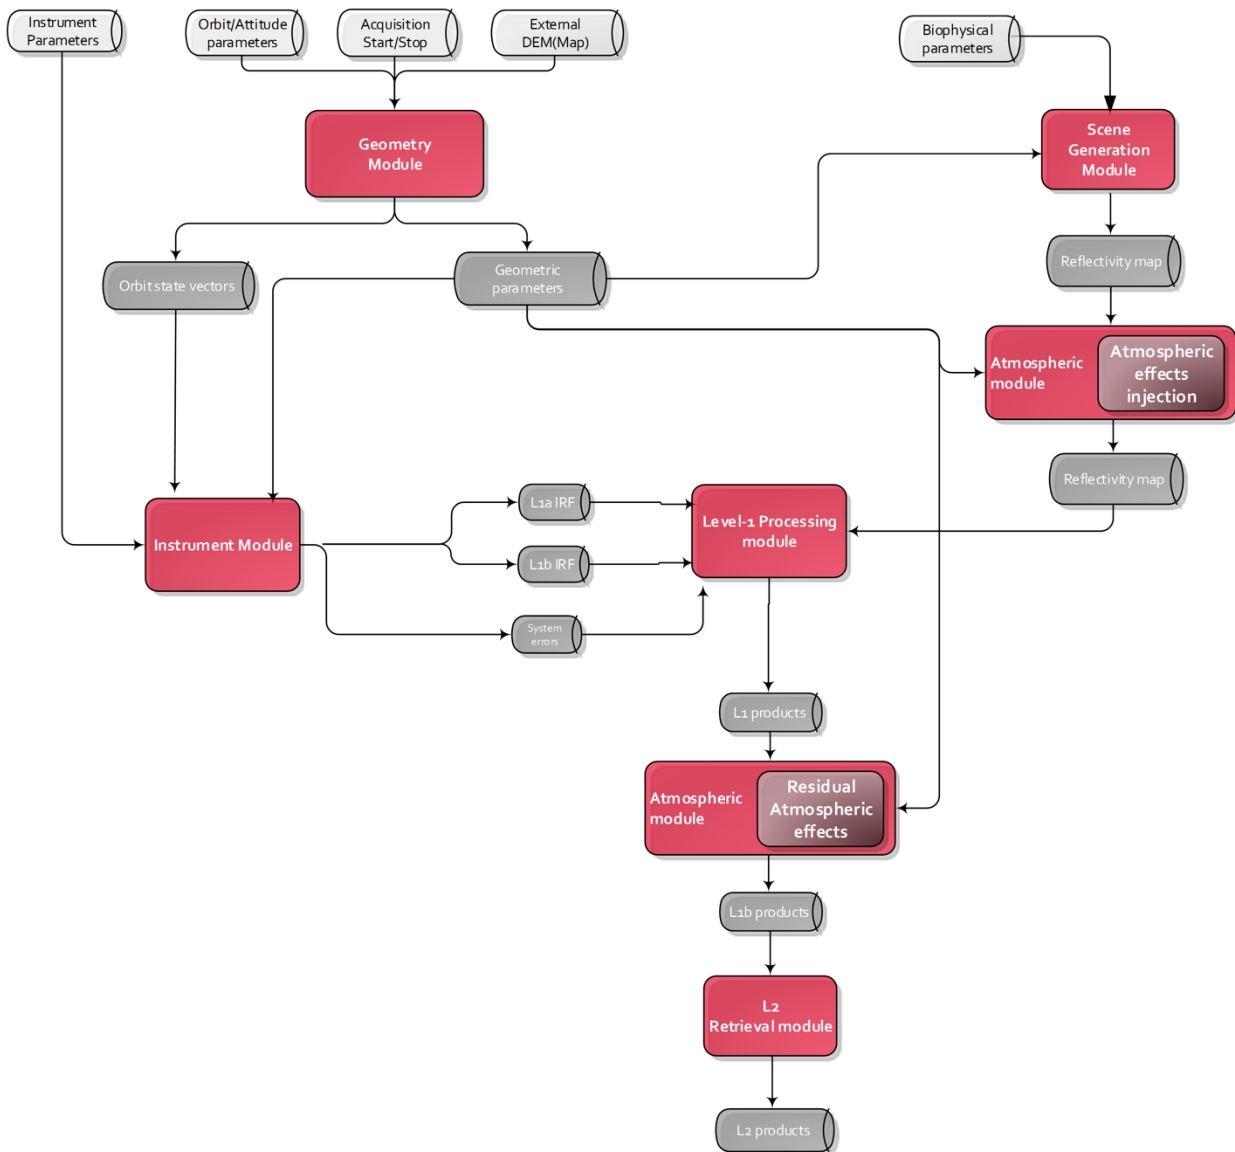 Instrument
Parameters
Orbit/Attitude
parameters
Acquisition
Start/Stop
External
DEM(Map)
Biophysical
parameters
Geometry
Module
Scene
Generation
Module
Orbit state vectors
Geometric
parameters
Reflectivity map
Atmospheric
module
Atmospheric
effects
injection
Reflectivity map
Instrument Module
L1a IRF
L1b IRF
System
errors
Level-1 Processing
module
L1 products
Atmospheric
module
Residual
Atmospheric
effects
L1b products
L2
Retrieval module
L2 products